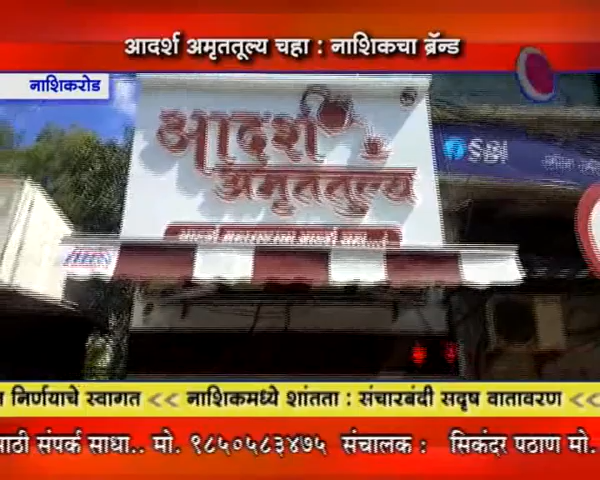 आदर्श अमृततूल्य चहा : नाशिकचा ब्रॅन्ड
नाशिकरोड
आदर्श
अमृततुल्य
SBI
त निर्णयाचे स्वागत << नाशिकमध्ये शांतता : संचारबंदी सदृष वातावरण <<
साठी संपर्क साधा.. मो. ९८५०५८३४७५ संचालक : सिकंदर पठाण मो.